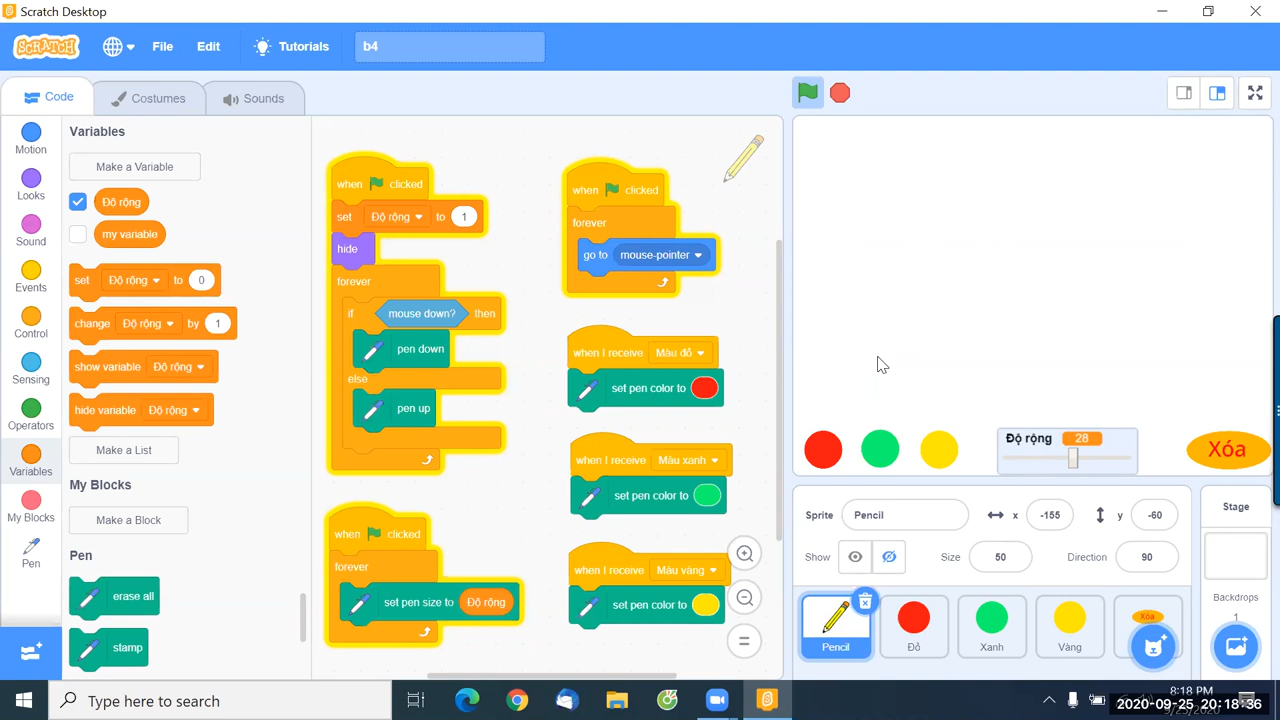 Scratch Desktop
SCRATCH File Edit Tutorials b4
Code Costumes Sounds
Motion
Looks
Sound
Events
Control
Sensing
Operators
Variables
My Blocks
Pen
Variables
Make a Variable
Độ rộng
my variable
set Độ rộng to 0
change Độ rộng by 1
show variable Độ rộng
hide variable Độ rộng
Make a List
My Blocks
Make a Block
Pen
erase all
stamp
when clicked
set Độ rộng to 1
hide
forever
if mouse down? then
pen down
else
pen up
when clicked
forever
set pen size to Độ rộng
when clicked
forever
go to mouse-pointer
when I receive Màu đỏ
set pen color to
when I receive Màu xanh
set pen color to
when I receive Màu vàng
set pen color to
Độ rộng 28
Xóa
Sprite Pencil x -155 y -60
Show Size 50 Direction 90
Pencil
Đỏ
Xanh
Vàng
Xóa
Stage
Backdrops
1
Type here to search
8:18 PM
2020-09-25 20:18:36